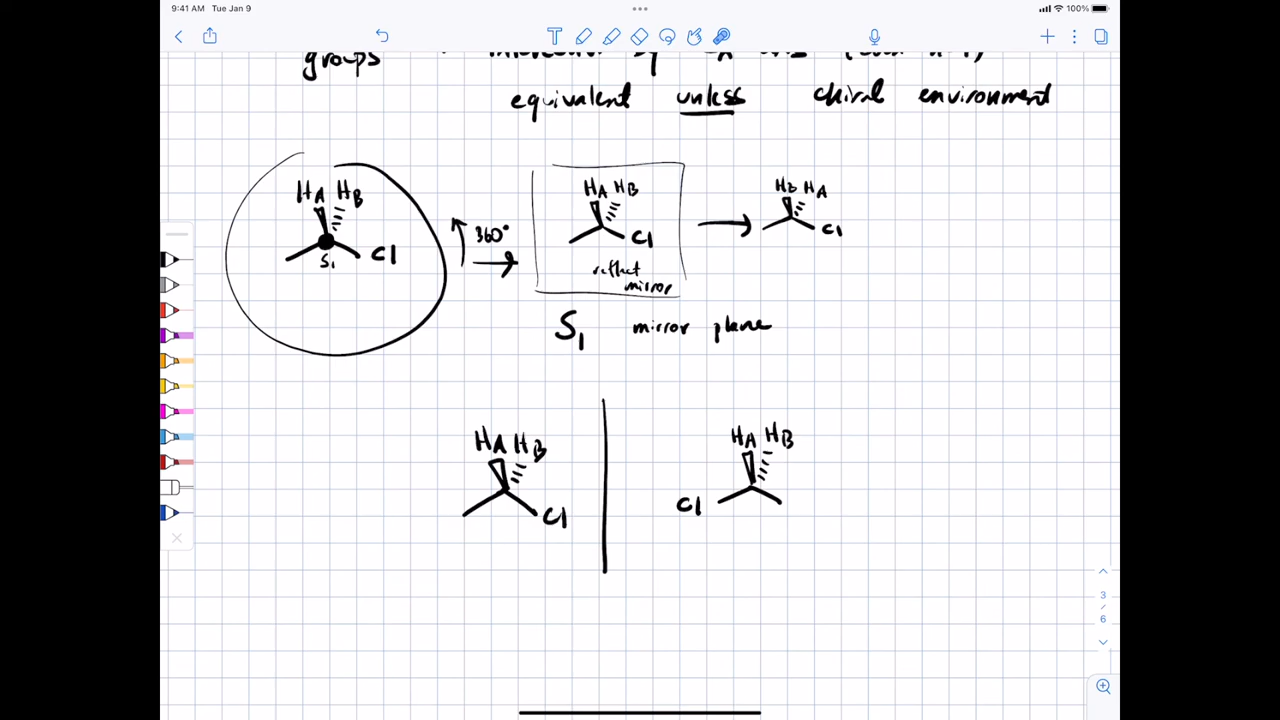 9:41 AM Tue Jan 9
100%
groups
equivalent unless chiral environment
HA HB
S1
Cl
360°
HA HB
Cl
reflect
mirror
HB HA
Cl
S1 mirror plane
HA HB
Cl
HA HB
Cl
3
/
6